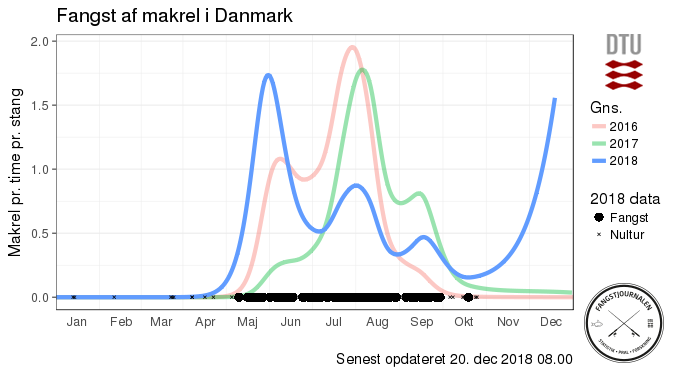 Fangst af makrel i Danmark
DTU
Makrel pr. time pr. stang
2.0
1.5
1.0
0.5
0.0
Jan Feb Mar Apr Maj Jun Jul Aug Sep Okt Nov Dec
Gns.
2016
2017
2018
2018 data
Fangst
Nultur
FANGSTJOURNALEN
Senest opdateret 20. dec 2018 08.00